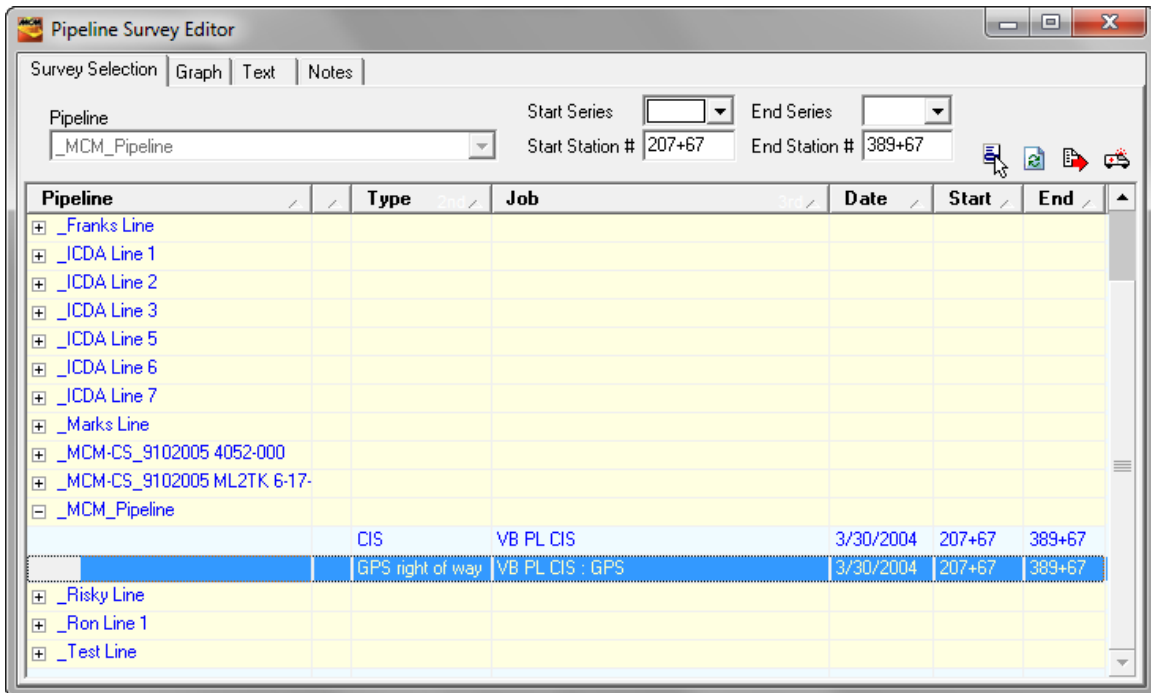 Pipeline Survey Editor
Survey Selection Graph Text Notes
Pipeline Start Series End Series
_MCM_Pipeline Start Station # 207+67 End Station # 389+67
Pipeline Type 2nd Job 3rd Date Start End
_Franks Line
_ICDA Line 1
_ICDA Line 2
_ICDA Line 3
_ICDA Line 5
_ICDA Line 6
_ICDA Line 7
_Marks Line
_MCM-CS_9102005 4052-000
_MCM-CS_9102005 ML2TK 6-17-
_MCM_Pipeline
CIS VB PL CIS 3/30/2004 207+67 389+67
GPS right of way VB PL CIS : GPS 3/30/2004 207+67 389+67
_Risky Line
_Ron Line 1
_Test Line